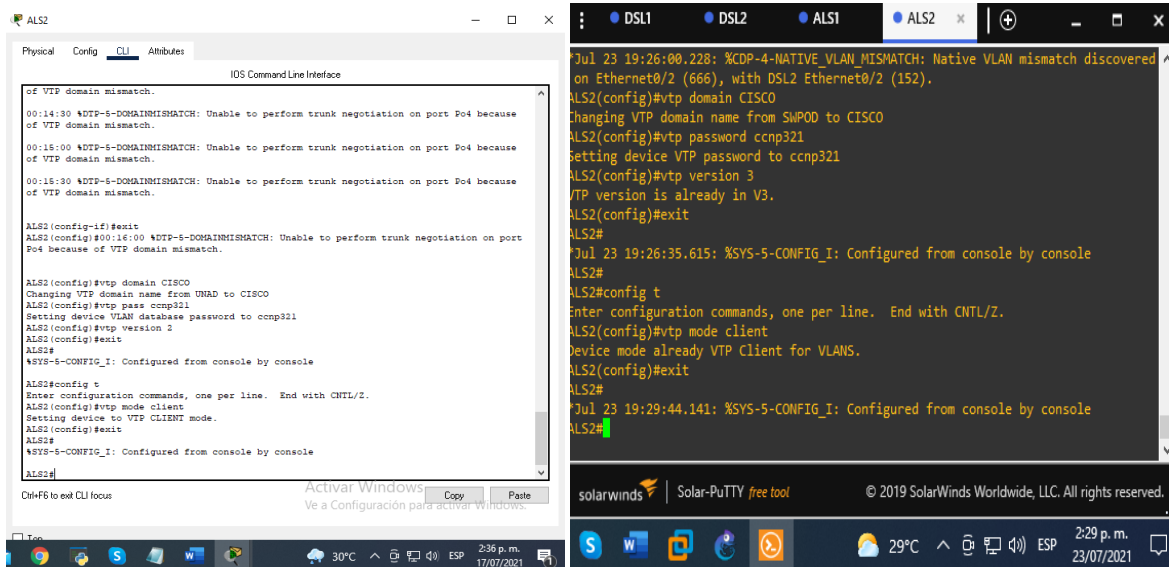 ALS2
Physical Config CLI Attributes
IOS Command Line Interface
of VTP domain mismatch.
00:14:30 %DTP-5-DOMAINMISMATCH: Unable to perform trunk negotiation on port Po4 because
of VTP domain mismatch.
00:15:00 %DTP-5-DOMAINMISMATCH: Unable to perform trunk negotiation on port Po4 because
of VTP domain mismatch.
00:15:30 %DTP-5-DOMAINMISMATCH: Unable to perform trunk negotiation on port Po4 because
of VTP domain mismatch.
ALS2(config-if)#exit
ALS2(config)#00:16:00 %DTP-5-DOMAINMISMATCH: Unable to perform trunk negotiation on port
Po4 because of VTP domain mismatch.
ALS2(config)#vtp domain CISCO
Changing VTP domain name from UNAD to CISCO
ALS2(config)#vtp pass ccnp321
Setting device VLAN database password to ccnp321
ALS2(config)#vtp version 2
ALS2(config)#exit
ALS2#
%SYS-5-CONFIG_I: Configured from console by console
ALS2#config t
Enter configuration commands, one per line. End with CNTL/Z.
ALS2(config)#vtp mode client
Setting device to VTP CLIENT mode.
ALS2(config)#exit
ALS2#
%SYS-5-CONFIG_I: Configured from console by console
ALS2#
Ctrl+F6 to exit CLI focus
Copy Paste
Activar Windows
Ve a Configuración para activar Windows.
Top
30°C ESP 2:36 p. m.
17/07/2021
DSL1 DSL2 ALS1 ALS2
*Jul 23 19:26:00.228: %CDP-4-NATIVE_VLAN_MISMATCH: Native VLAN mismatch discovered
on Ethernet0/2 (666), with DSL2 Ethernet0/2 (152).
ALS2(config)#vtp domain CISCO
Changing VTP domain name from SWPOD to CISCO
ALS2(config)#vtp password ccnp321
Setting device VTP password to ccnp321
ALS2(config)#vtp version 3
VTP version is already in V3.
ALS2(config)#exit
ALS2#
*Jul 23 19:26:35.615: %SYS-5-CONFIG_I: Configured from console by console
ALS2#
ALS2#config t
Enter configuration commands, one per line. End with CNTL/Z.
ALS2(config)#vtp mode client
Device mode already VTP Client for VLANS.
ALS2(config)#exit
ALS2#
*Jul 23 19:29:44.141: %SYS-5-CONFIG_I: Configured from console by console
ALS2#
solarwinds Solar-PuTTY free tool © 2019 SolarWinds Worldwide, LLC. All rights reserved.
29°C ESP 2:29 p. m.
23/07/2021